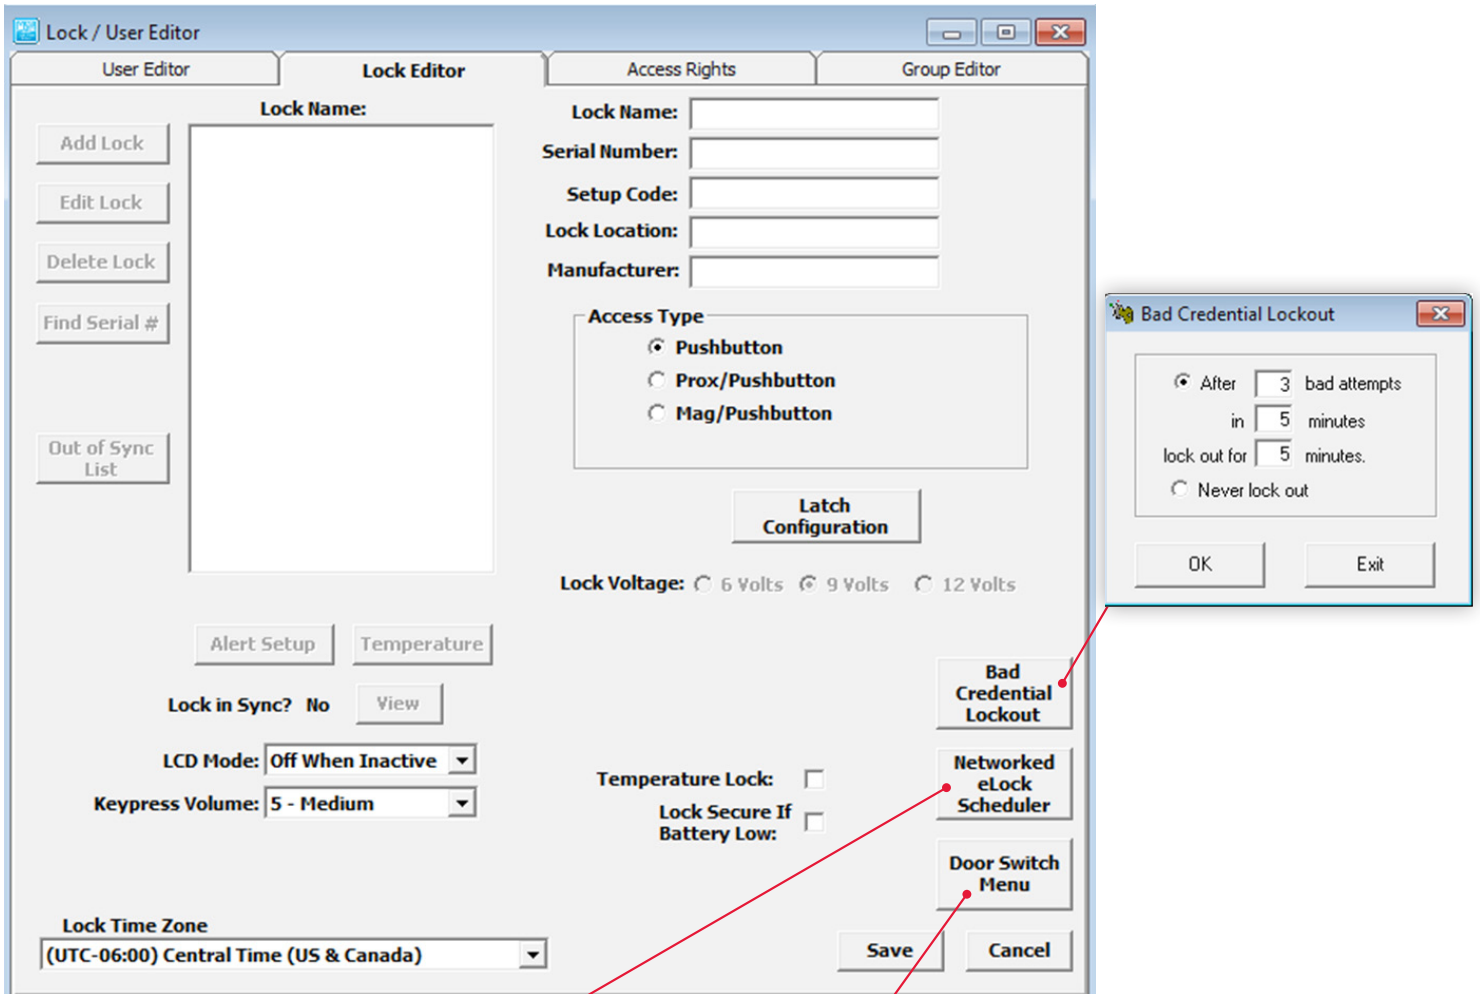 Lock / User Editor
User Editor
Lock Editor
Access Rights
Group Editor
Lock Name:
Add Lock
Edit Lock
Delete Lock
Find Serial #
Out of Sync
List
Lock Name:
Serial Number:
Setup Code:
Lock Location:
Manufacturer:
Access Type
Pushbutton
Prox/Pushbutton
Mag/Pushbutton
Latch
Configuration
Lock Voltage: 6 Volts 9 Volts 12 Volts
Alert Setup
Temperature
Lock in Sync? No View
LCD Mode: Off When Inactive
Keypress Volume: 5 - Medium
Temperature Lock:
Lock Secure If
Battery Low:
Bad
Credential
Lockout
Networked
eLock
Scheduler
Door Switch
Menu
Lock Time Zone
(UTC-06:00) Central Time (US & Canada)
Save
Cancel
Bad Credential Lockout
After 3 bad attempts
in 5 minutes
lock out for 5 minutes.
Never lock out
OK
Exit